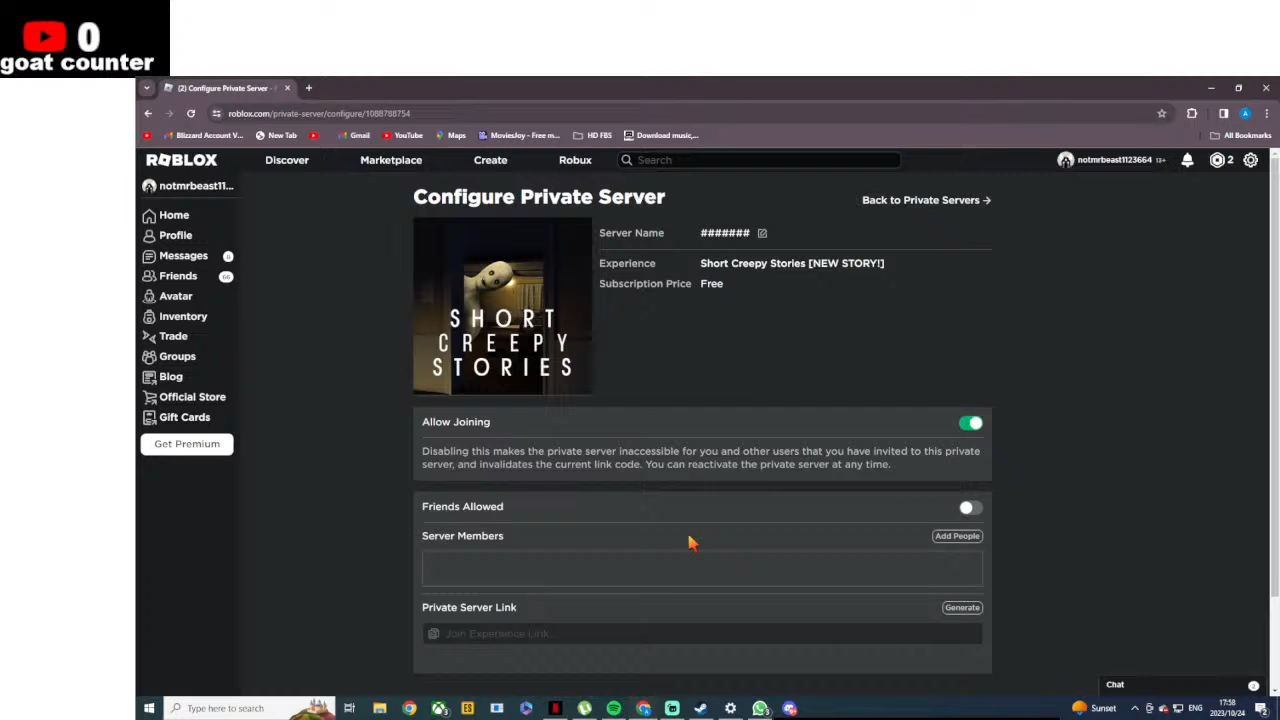 0
goat counter
(2) Configure Private Server -
roblox.com/private-server/configure/1088788754
Blizzard Account V...
New Tab
Gmail
YouTube
Maps
MoviesJoy - Free m...
HD FBS
Download music,...
All Bookmarks
ROBLOX
Discover
Marketplace
Create
Robux
Search
notmrbeast1123664 13+
2
notmrbeast11...
Home
Profile
Messages
Friends 66
Avatar
Inventory
Trade
Groups
Blog
Official Store
Gift Cards
Get Premium
Configure Private Server
Back to Private Servers →
SHORT
CREEPY
STORIES
Server Name #######
Experience Short Creepy Stories [NEW STORY!]
Subscription Price Free
Allow Joining
Disabling this makes the private server inaccessible for you and other users that you have invited to this private
server, and invalidates the current link code. You can reactivate the private server at any time.
Friends Allowed
Server Members Add People
Private Server Link Generate
Join Experience Link...
Chat
Type here to search
Sunset
ENG
17:58
2023/10/24